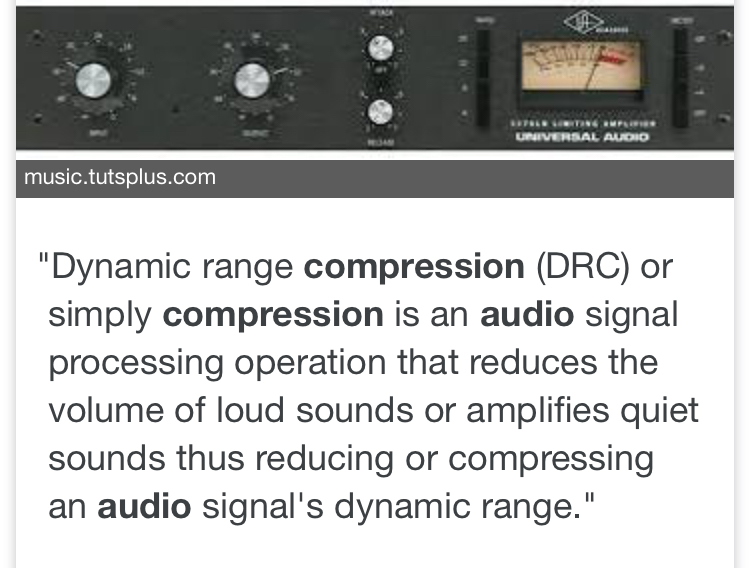 ATTACK
INPUT
OUTPUT
RELEASE
UA
1176LN LIMITING AMPLIFIER
UNIVERSAL AUDIO
music.tutsplus.com
"Dynamic range compression (DRC) or
simply compression is an audio signal
processing operation that reduces the
volume of loud sounds or amplifies quiet
sounds thus reducing or compressing
an audio signal's dynamic range."